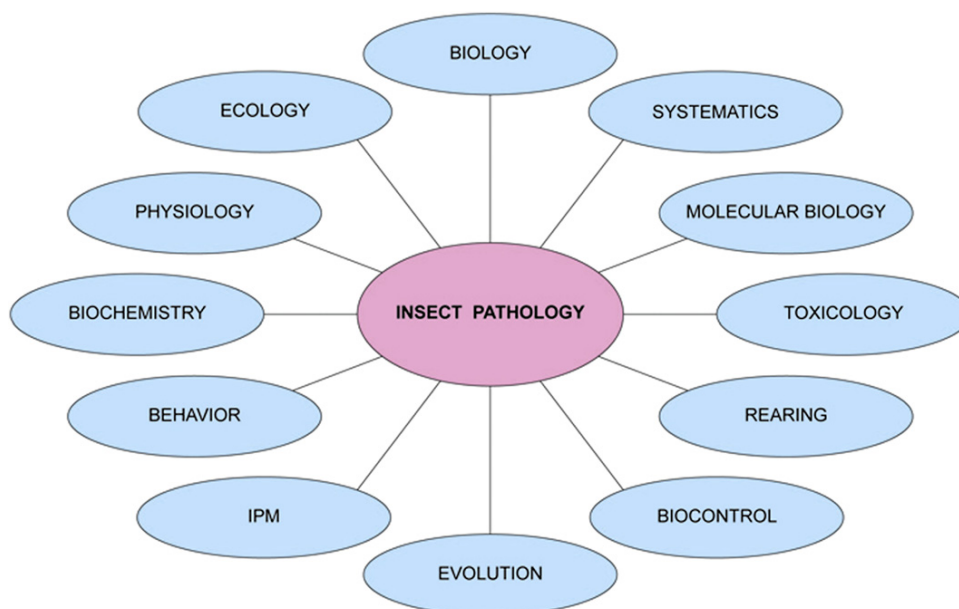 BIOLOGY
ECOLOGY
SYSTEMATICS
PHYSIOLOGY
MOLECULAR BIOLOGY
BIOCHEMISTRY
INSECT PATHOLOGY
TOXICOLOGY
BEHAVIOR
REARING
IPM
BIOCONTROL
EVOLUTION